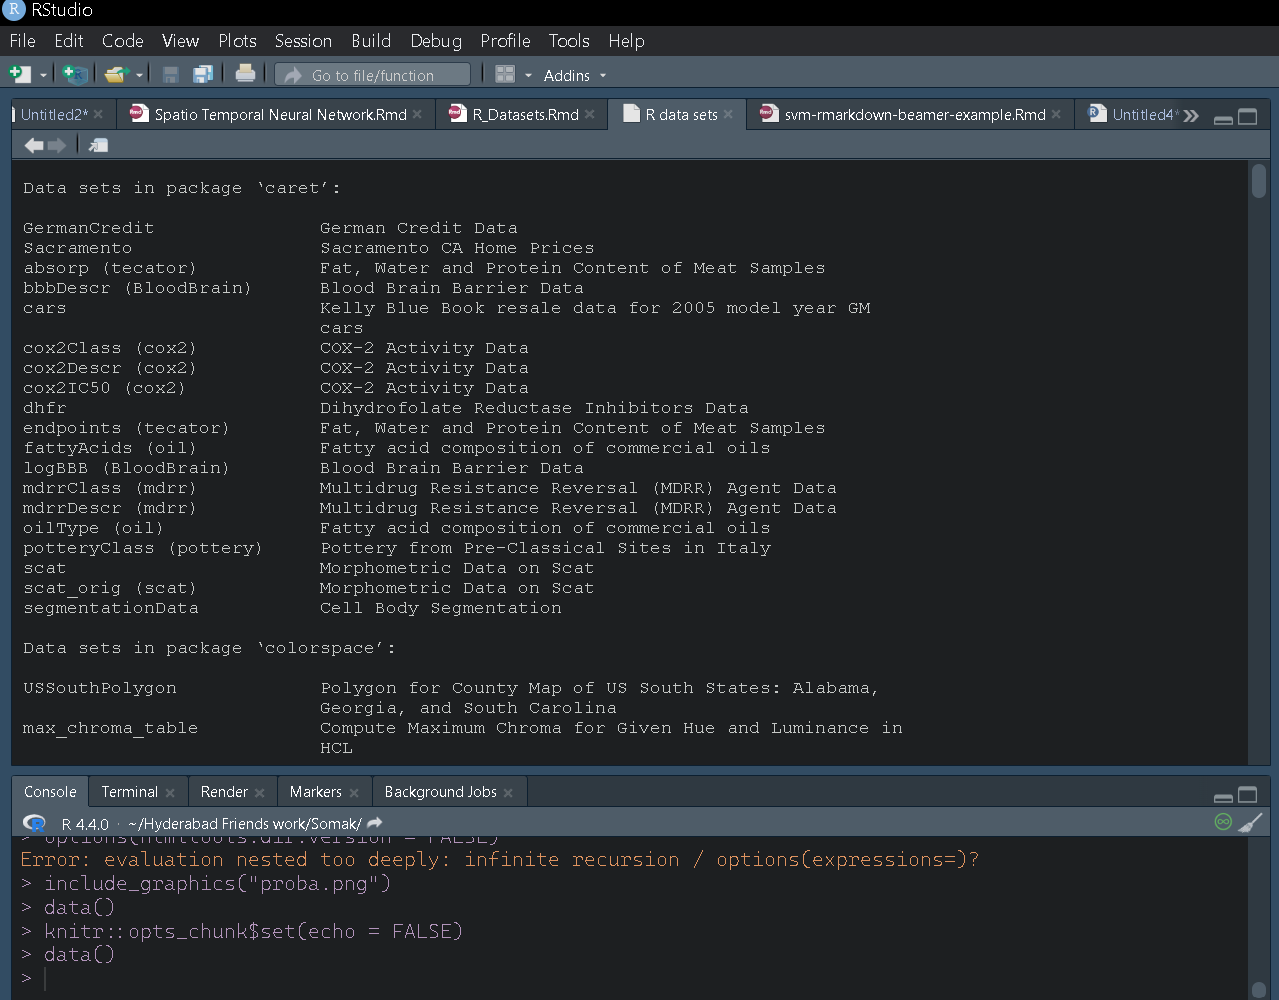 RStudio
File Edit Code View Plots Session Build Debug Profile Tools Help
Go to file/function Addins
Untitled2* Spatio Temporal Neural Network.Rmd R_Datasets.Rmd R data sets svm-rmarkdown-beamer-example.Rmd Untitled4*
Data sets in package ‘caret’:
GermanCredit German Credit Data
Sacramento Sacramento CA Home Prices
absorp (tecator) Fat, Water and Protein Content of Meat Samples
bbbDescr (BloodBrain) Blood Brain Barrier Data
cars Kelly Blue Book resale data for 2005 model year GM
cars
cox2Class (cox2) COX-2 Activity Data
cox2Descr (cox2) COX-2 Activity Data
cox2IC50 (cox2) COX-2 Activity Data
dhfr Dihydrofolate Reductase Inhibitors Data
endpoints (tecator) Fat, Water and Protein Content of Meat Samples
fattyAcids (oil) Fatty acid composition of commercial oils
logBBB (BloodBrain) Blood Brain Barrier Data
mdrrClass (mdrr) Multidrug Resistance Reversal (MDRR) Agent Data
mdrrDescr (mdrr) Multidrug Resistance Reversal (MDRR) Agent Data
oilType (oil) Fatty acid composition of commercial oils
potteryClass (pottery) Pottery from Pre-Classical Sites in Italy
scat Morphometric Data on Scat
scat_orig (scat) Morphometric Data on Scat
segmentationData Cell Body Segmentation
Data sets in package ‘colorspace’:
USSouthPolygon Polygon for County Map of US South States: Alabama,
Georgia, and South Carolina
max_chroma_table Compute Maximum Chroma for Given Hue and Luminance in
HCL
Console Terminal Render Markers Background Jobs
R 4.4.0 · ~/Hyderabad Friends work/Somak/
> options(htmltools.dir.version = FALSE)
Error: evaluation nested too deeply: infinite recursion / options(expressions=)?
> include_graphics("proba.png")
> data()
> knitr::opts_chunk$set(echo = FALSE)
> data()
>